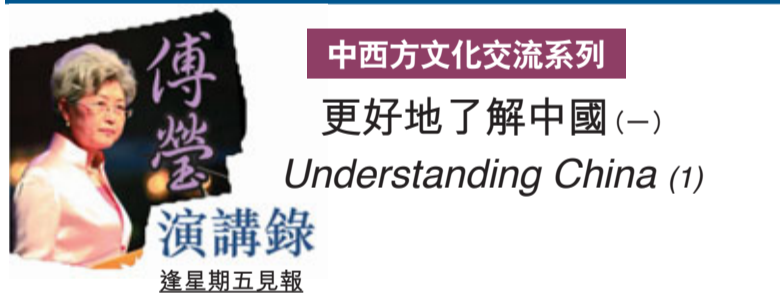 傅瑩
演講錄
逢星期五見報
中西方文化交流系列
更好地了解中國(一)
Understanding China (1)